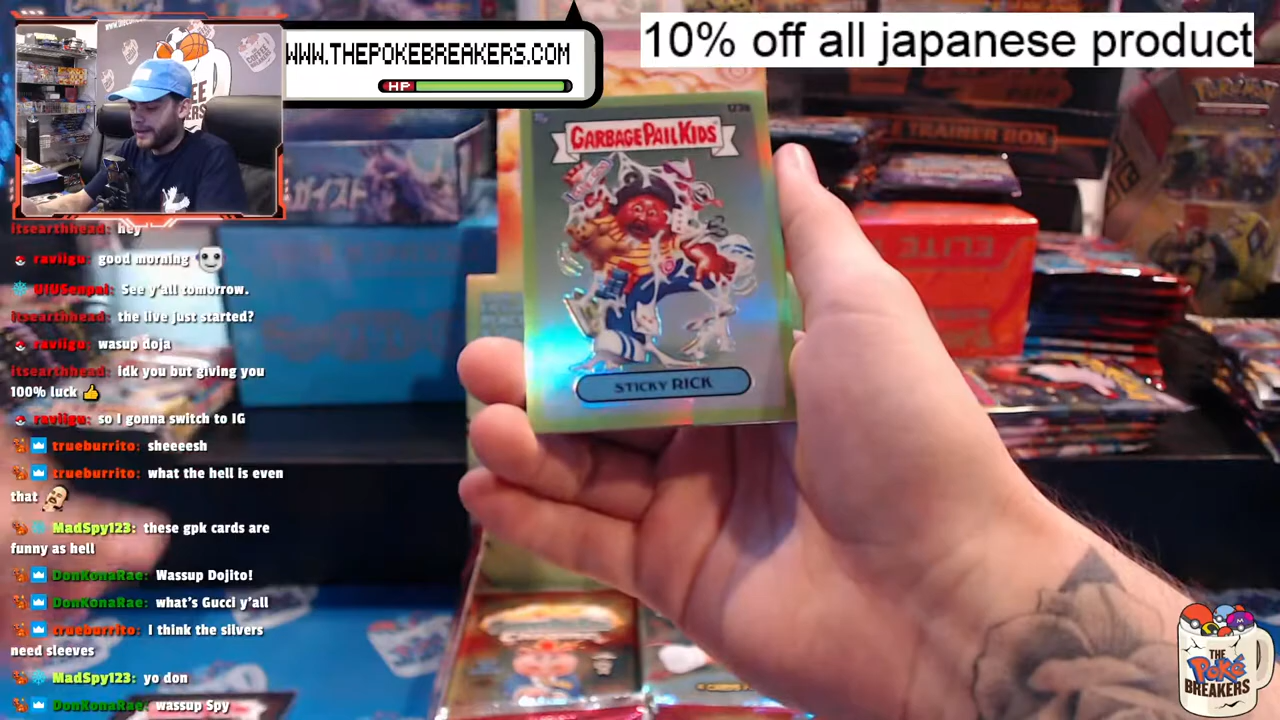 WWW.THEPOKEBREAKERS.COM
HP
10% off all japanese product
GARBAGE PAIL KIDS
STICKY RICK
E TRAINER BOX
itsearthhead: hey
raviigu: good morning
UIUSenpai: See y'all tomorrow.
itsearthhead: the live just started?
raviigu: wasup doja
itsearthhead: idk you but giving you
100% luck
raviigu: so I gonna switch to IG
trueburrito: sheeeesh
trueburrito: what the hell is even
that
MadSpy123: these gpk cards are
funny as hell
DonKonaRae: Wassup Dojito!
DonKonaRae: what's Gucci y'all
trueburrito: I think the silvers
need sleeves
MadSpy123: yo don
DonKonaRae: wassup Spy
THE
Poké
BREAKERS